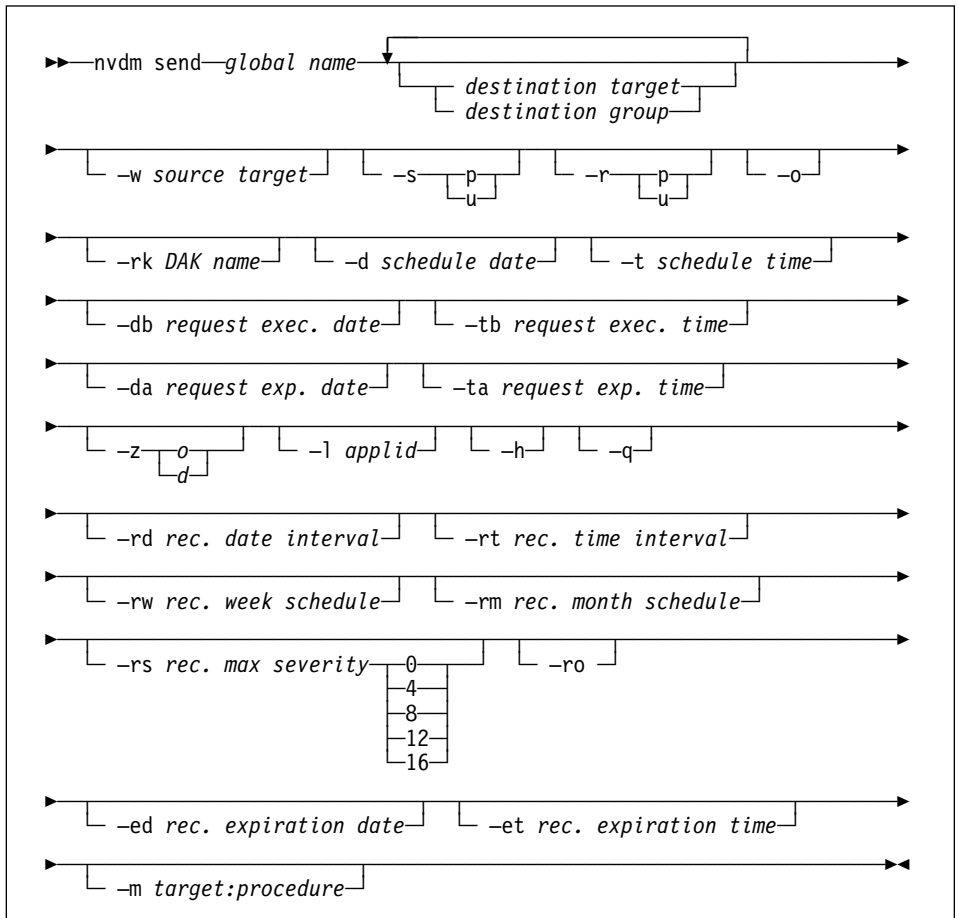 nvdm send global name
destination target
destination group
–w source target –s p –r p –o
u u
–rk DAK name –d schedule date –t schedule time
–db request exec. date –tb request exec. time
–da request exp. date –ta request exp. time
–z o –l applid –h –q
d
–rd rec. date interval –rt rec. time interval
–rw rec. week schedule –rm rec. month schedule
–rs rec. max severity 0 –ro
4
8
12
16
–ed rec. expiration date –et rec. expiration time
–m target:procedure